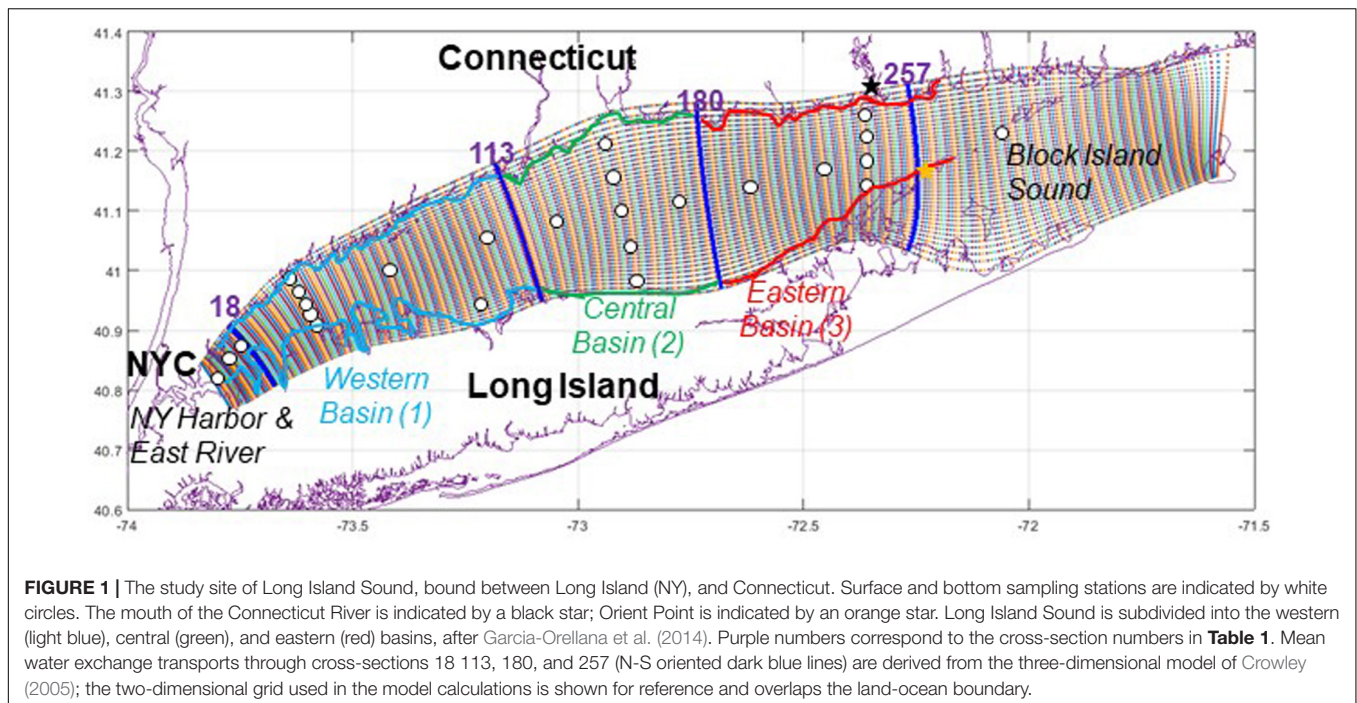 41.4
41.3
41.2
41.1
41
40.9
40.8
40.7
40.6
-74
-73.5
-73
-72.5
-72
-71.5
Connecticut
257
180
113
18
Block Island
Sound
Eastern
Basin (3)
Central
Basin (2)
Western
Basin (1)
NYC
Long Island
NY Harbor &
East River
FIGURE 1 | The study site of Long Island Sound, bound between Long Island (NY), and Connecticut. Surface and bottom sampling stations are indicated by white
circles. The mouth of the Connecticut River is indicated by a black star; Orient Point is indicated by an orange star. Long Island Sound is subdivided into the western
(light blue), central (green), and eastern (red) basins, after Garcia-Orellana et al. (2014). Purple numbers correspond to the cross-section numbers in Table 1. Mean
water exchange transports through cross-sections 18 113, 180, and 257 (N-S oriented dark blue lines) are derived from the three-dimensional model of Crowley
(2005); the two-dimensional grid used in the model calculations is shown for reference and overlaps the land-ocean boundary.